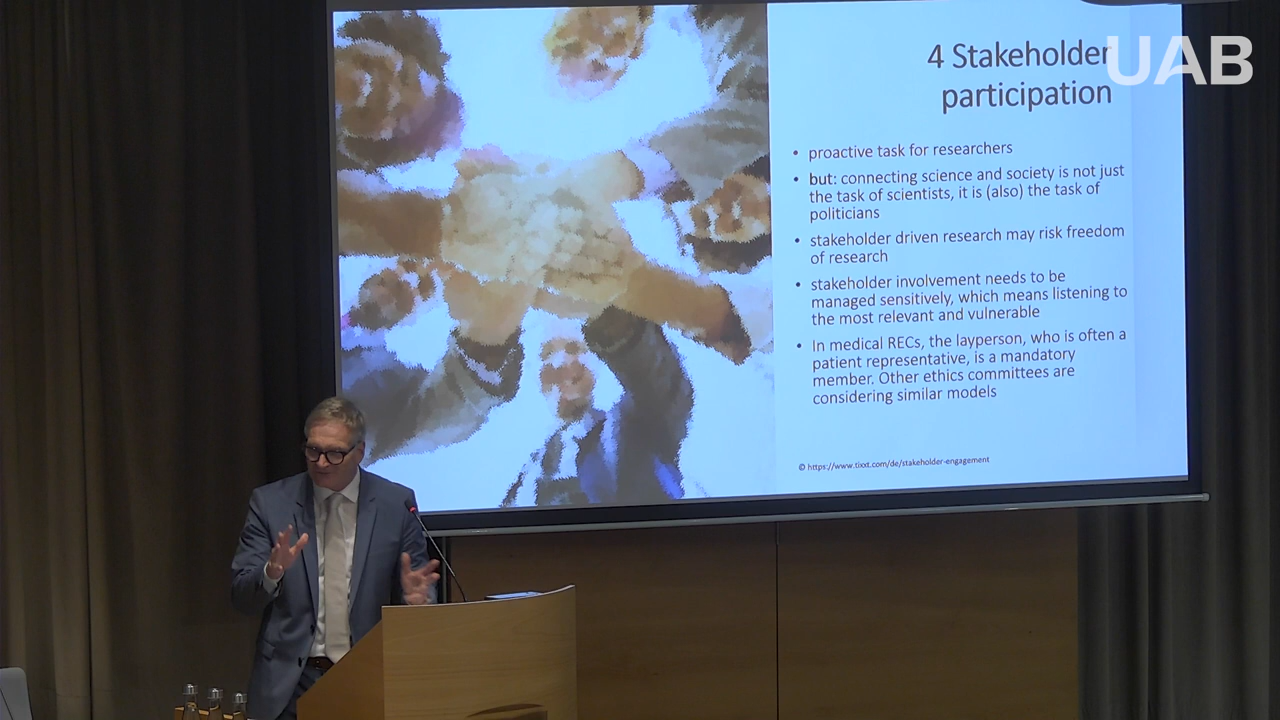 4 Stakeholder
participation
UAB
• proactive task for researchers
• but: connecting science and society is not just
the task of scientists, it is (also) the task of
politicians
• stakeholder driven research may risk freedom
of research
• stakeholder involvement needs to be
managed sensitively, which means listening to
the most relevant and vulnerable
• In medical RECs, the layperson, who is often a
patient representative, is a mandatory
member. Other ethics committees are
considering similar models
© https://www.tixxt.com/de/stakeholder-engagement